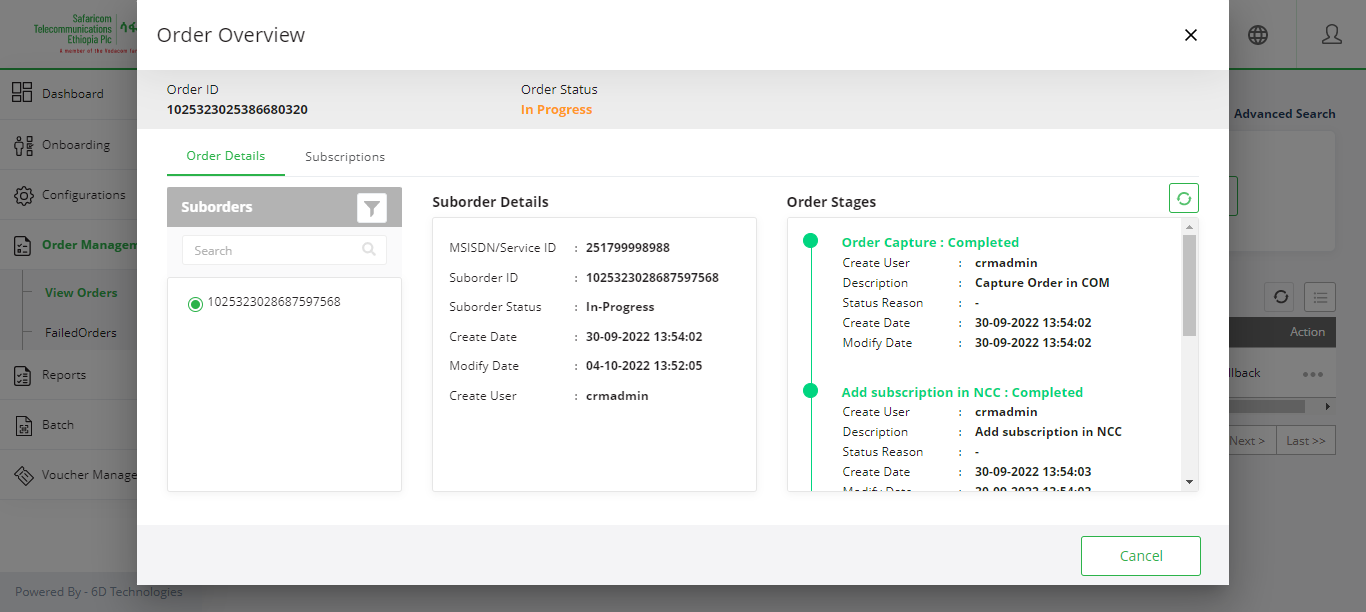 Safaricom
Telecommunications
Ethiopia Plc
A member of the Vodacom
Order Overview
Order ID
1025323025386680320
Order Status
In Progress
Dashboard
Onboarding
Configurations
Order Managem
View Orders
FailedOrders
Reports
Batch
Voucher Manage
Advanced Search
Order Details
Subscriptions
Suborders
Search
1025323028687597568
Suborder Details
MSISDN/Service ID : 251799998988
Suborder ID : 1025323028687597568
Suborder Status : In-Progress
Create Date : 30-09-2022 13:54:02
Modify Date : 04-10-2022 13:52:05
Create User : crmadmin
Order Stages
Order Capture : Completed
Create User : crmadmin
Description : Capture Order in COM
Status Reason : -
Create Date : 30-09-2022 13:54:02
Modify Date : 30-09-2022 13:54:02
Add subscription in NCC : Completed
Create User : crmadmin
Description : Add subscription in NCC
Status Reason : -
Create Date : 30-09-2022 13:54:03
Modify Date
Action
llback
Next >
Last >>
Cancel
Powered By - 6D Technologies